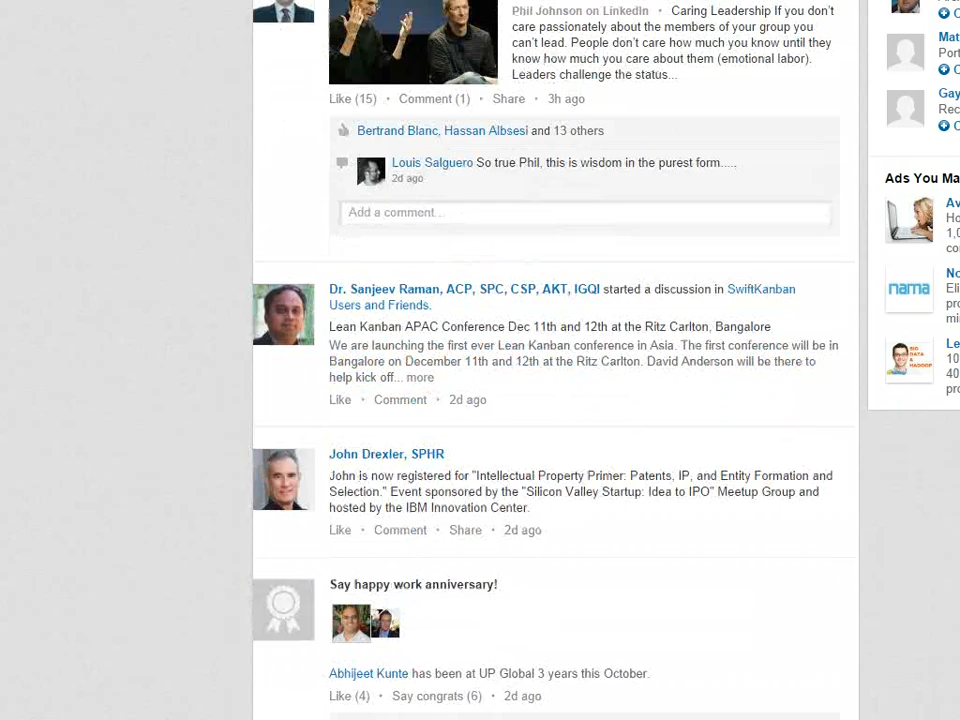 Phil Johnson on LinkedIn • Caring Leadership If you don't
care passionately about the members of your group you
can't lead. People don't care how much you know until they
know how much you care about them (emotional labor).
Leaders challenge the status...
Like (15) • Comment (1) • Share • 3h ago
Bertrand Blanc, Hassan Albsesi and 13 others
Louis Salguero So true Phil, this is wisdom in the purest form.....
2d ago
Add a comment...
Dr. Sanjeev Raman, ACP, SPC, CSP, AKT, IGQI started a discussion in SwiftKanban
Users and Friends.
Lean Kanban APAC Conference Dec 11th and 12th at the Ritz Carlton, Bangalore
We are launching the first ever Lean Kanban conference in Asia. The first conference will be in
Bangalore on December 11th and 12th at the Ritz Carlton. David Anderson will be there to
help kick off... more
Like • Comment • 2d ago
John Drexler, SPHR
John is now registered for "Intellectual Property Primer: Patents, IP, and Entity Formation and
Selection." Event sponsored by the "Silicon Valley Startup: Idea to IPO" Meetup Group and
hosted by the IBM Innovation Center.
Like • Comment • Share • 2d ago
Say happy work anniversary!
Abhijeet Kunte has been at UP Global 3 years this October.
Like (4) • Say congrats (6) • 2d ago
Mat
Port
Gay
Rec
Ads You Ma
Av
Ho
1,0
co
nama
No
Eli
pro
mi
BIG
DATA
&
HADOOP
Le
10
40
pro